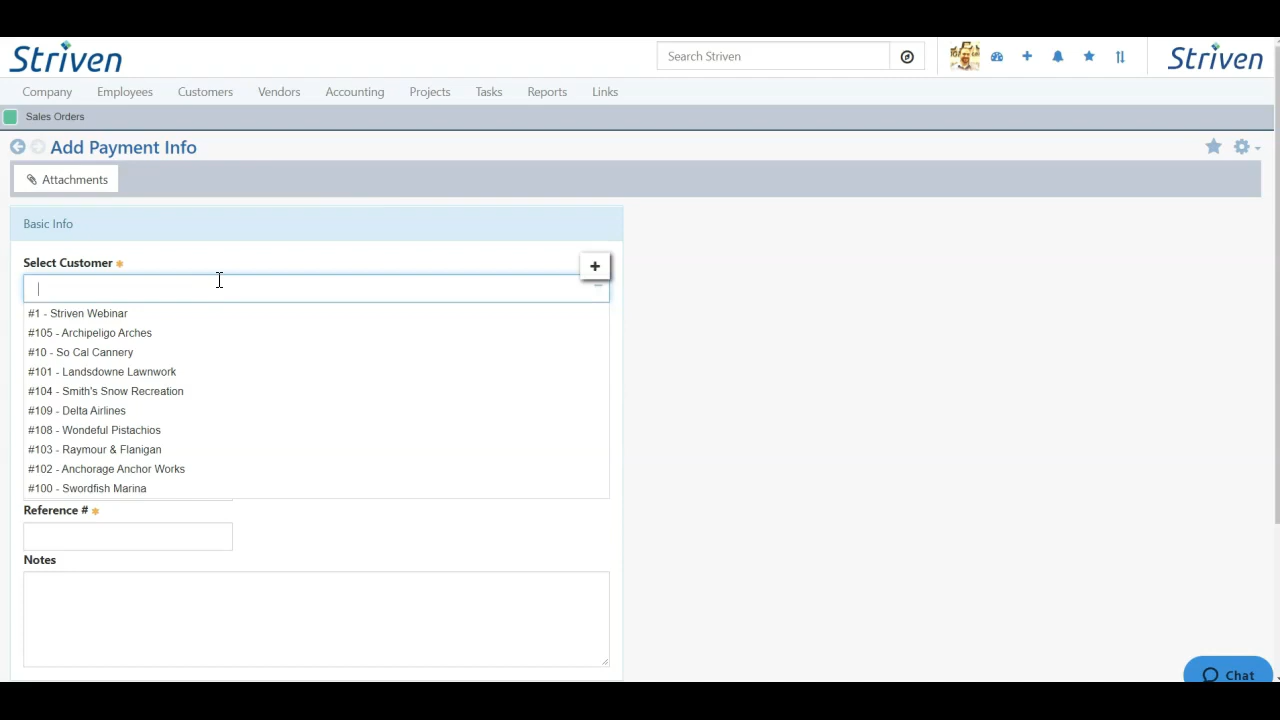 Striven
Search Striven
Striven
Company
Employees
Customers
Vendors
Accounting
Projects
Tasks
Reports
Links
Sales Orders
Add Payment Info
Attachments
Basic Info
Select Customer *
#1 - Striven Webinar
#105 - Archipeligo Arches
#10 - So Cal Cannery
#101 - Landsdowne Lawnwork
#104 - Smith's Snow Recreation
#109 - Delta Airlines
#108 - Wondeful Pistachios
#103 - Raymour & Flanigan
#102 - Anchorage Anchor Works
#100 - Swordfish Marina
Reference # *
Notes
Chat